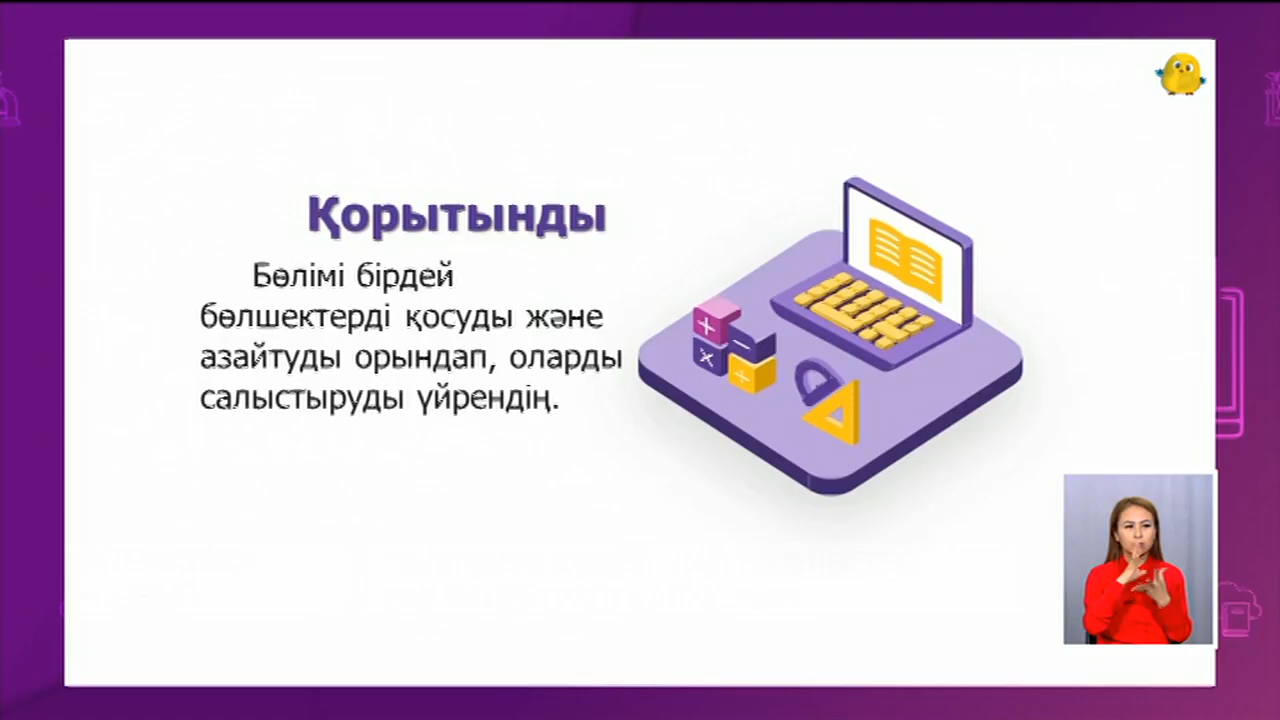 Қорытынды
Бөлімі бірдей
бөлшектерді қосуды және
азайтуды орындап, оларды
салыстыруды үйрендің.